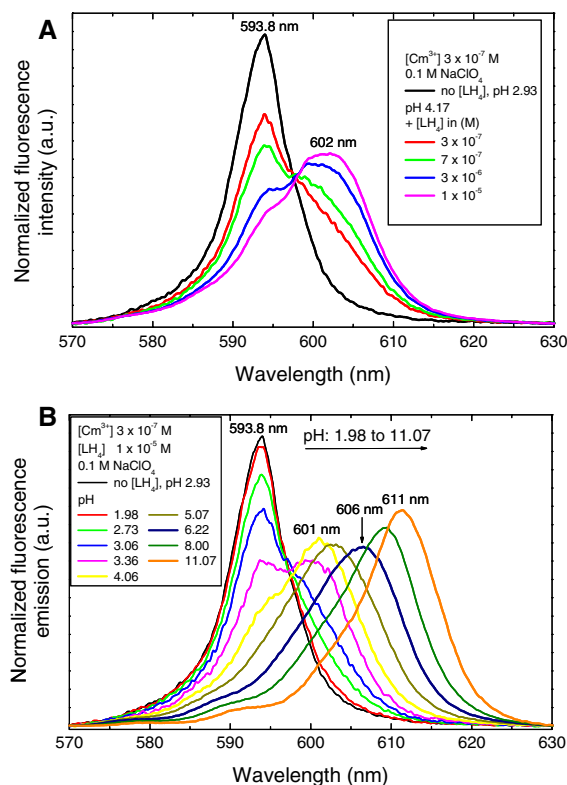 A
593.8 nm
602 nm
[Cm³⁺] 3 x 10⁻⁷ M
0.1 M NaClO₄
no [LH₄], pH 2.93
pH 4.17
+ [LH₄] in (M)
3 x 10⁻⁷
7 x 10⁻⁷
3 x 10⁻⁶
1 x 10⁻⁵
Normalized fluorescence
intensity (a.u.)
570 580 590 600 610 620 630
Wavelength (nm)
B
593.8 nm
pH: 1.98 to 11.07
601 nm
606 nm
611 nm
[Cm³⁺] 3 x 10⁻⁷ M
[LH₄] 1 x 10⁻⁵ M
0.1 M NaClO₄
no [LH₄], pH 2.93
pH
1.98 5.07
2.73 6.22
3.06 8.00
3.36 11.07
4.06
Normalized fluorescence
emission (a.u.)
570 580 590 600 610 620 630
Wavelength (nm)